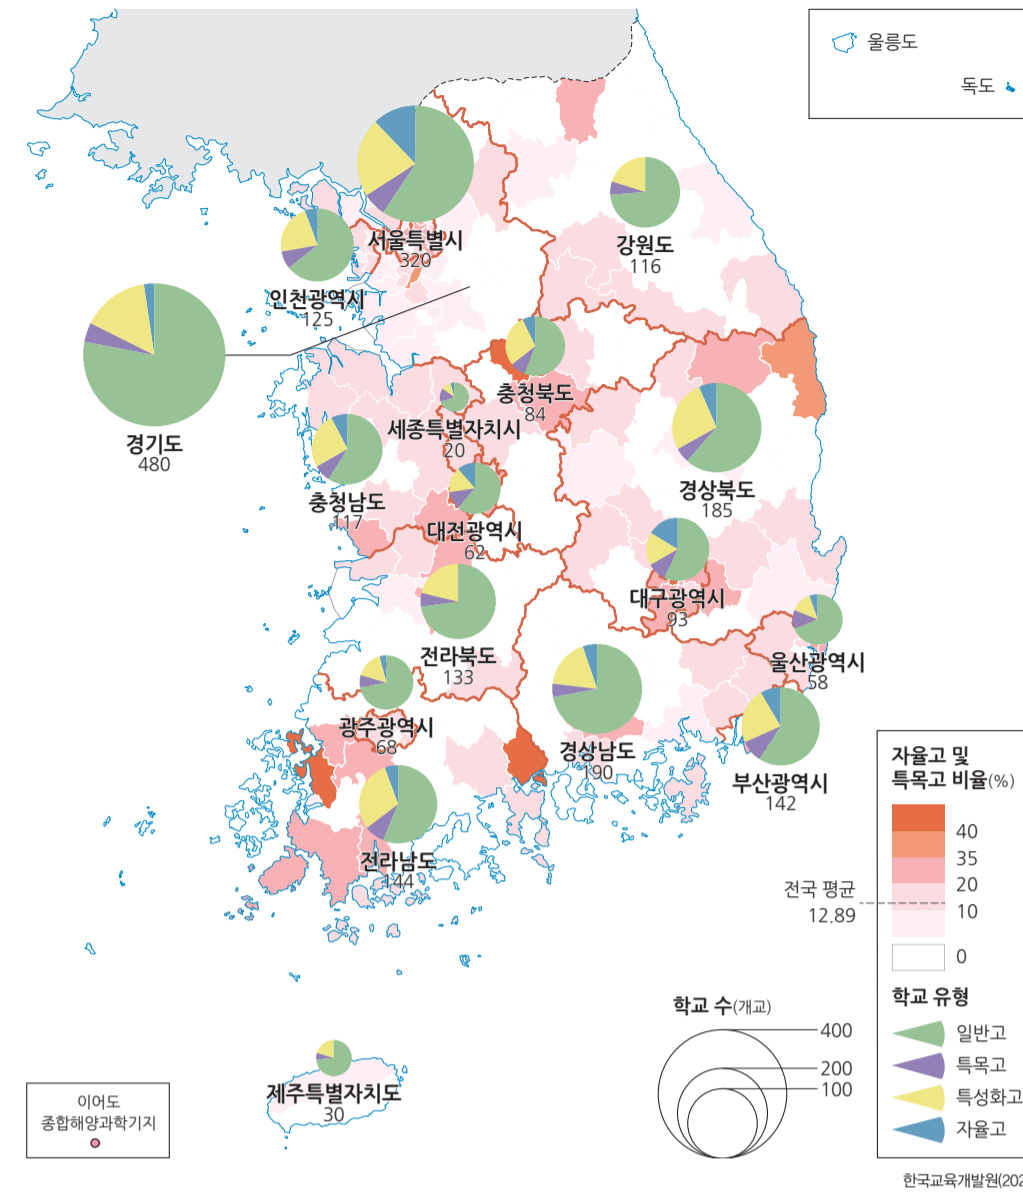 울릉도
독도
서울특별시
320
강원도
116
인천광역시
125
경기도
480
충청북도
84
세종특별자치시
20
충청남도
117
대전광역시
62
경상북도
185
대구광역시
93
전라북도
133
울산광역시
58
광주광역시
68
경상남도
190
부산광역시
142
전라남도
144
제주특별자치도
30
이어도
종합해양과학기지
학교 수(개교)
400
200
100
자율고 및
특목고 비율(%)
40
35
20
10
0
전국 평균
12.89
학교 유형
일반고
특목고
특성화고
자율고
한국교육개발원(202